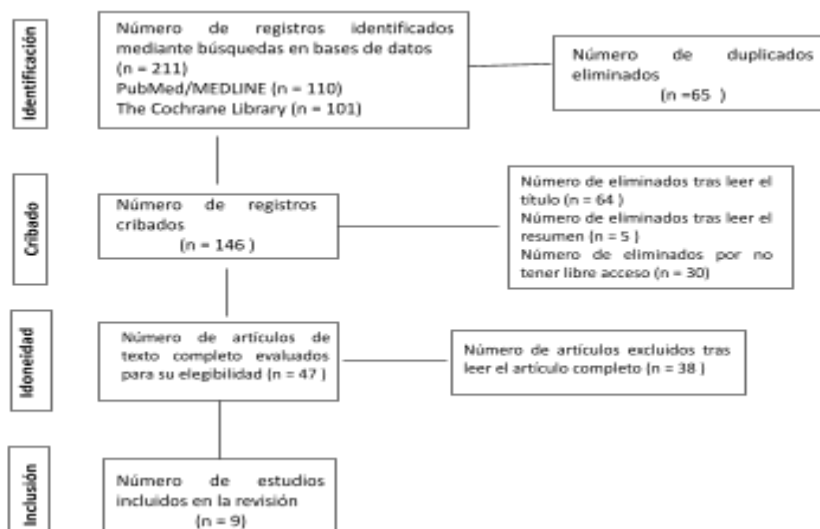 Identificación
Número de registros identificados
mediante búsquedas en bases de datos
(n = 211)
PubMed/MEDLINE (n = 110)
The Cochrane Library (n = 101)
Número de duplicados
eliminados
(n =65 )
Cribado
Número de registros
cribados
(n = 146 )
Número de eliminados tras leer el
título (n = 64 )
Número de eliminados tras leer el
resumen (n = 5 )
Número de eliminados por no
tener libre acceso (n = 30)
Idoneidad
Número de artículos de
texto completo evaluados
para su elegibilidad (n = 47 )
Número de artículos excluidos tras
leer el artículo completo (n = 38 )
Inclusión
Número de estudios
incluidos en la revisión
(n = 9)